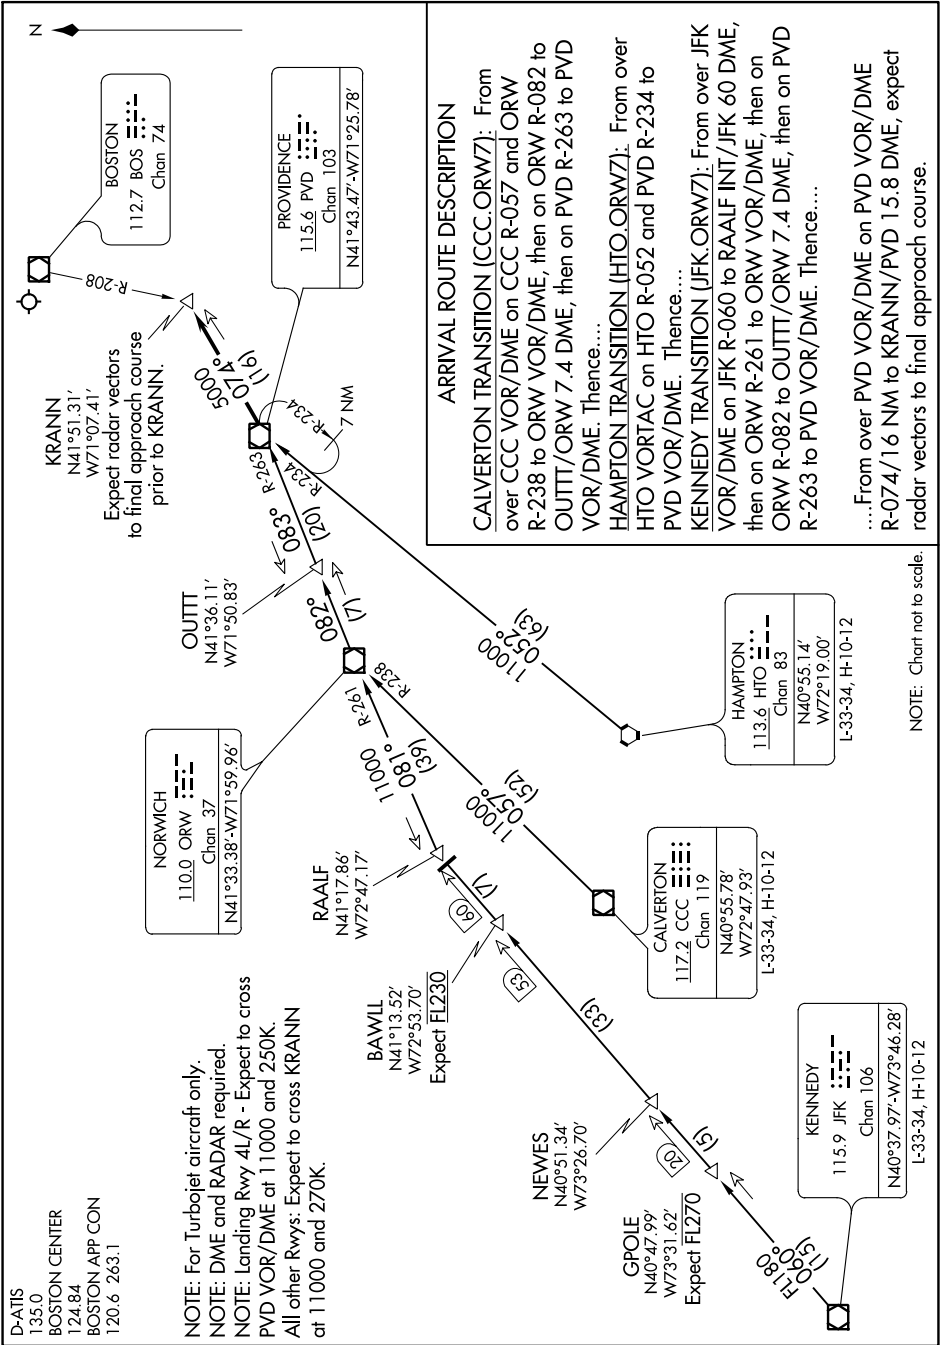 D-ATIS
135.0
BOSTON CENTER
124.84
BOSTON APP CON
120.6 263.1
NOTE: For Turbojet aircraft only.
NOTE: DME and RADAR required.
NOTE: Landing Rwy 4L/R - Expect to cross
PVD VOR/DME at 11000 and 250K.
All other Rwys: Expect to cross KRANN
at 11000 and 270K.
NORWICH
110.0 ORW
Chan 37
N41°33.38'-W71°59.96'
OUTTT
N41°36.11'
W71°50.83'
KRANN
N41°51.31'
W71°07.41'
Expect radar vectors
to final approach course
prior to KRANN.
BOSTON
112.7 BOS
Chan 74
N
R-208
PROVIDENCE
115.6 PVD
Chan 103
N41°43.47'-W71°25.78'
5000
074°
(16)
R-234
7 NM
R-263
R-234
083°
(20)
082°
(7)
R-261
R-238
11000
081°
(39)
11000
057°
(52)
11000
052°
(63)
RAALF
N41°17.86'
W72°47.17'
60
(7)
BAWLL
N41°13.52'
W72°53.70'
Expect FL230
53
(33)
NEWES
N40°51.34'
W73°26.70'
20
(5)
GPOLE
N40°47.99'
W73°31.62'
Expect FL270
FL180
060°
(15)
KENNEDY
115.9 JFK
Chan 106
N40°37.97'-W73°46.28'
L-33-34, H-10-12
CALVERTON
117.2 CCC
Chan 119
N40°55.78'
W72°47.93'
L-33-34, H-10-12
HAMPTON
113.6 HTO
Chan 83
N40°55.14'
W72°19.00'
L-33-34, H-10-12
NOTE: Chart not to scale.
ARRIVAL ROUTE DESCRIPTION
CALVERTON TRANSITION (CCC.ORW7): From
over CCC VOR/DME on CCC R-057 and ORW
R-238 to ORW VOR/DME, then on ORW R-082 to
OUTTT/ORW 7.4 DME, then on PVD R-263 to PVD
VOR/DME. Thence....
HAMPTON TRANSITION (HTO.ORW7): From over
HTO VORTAC on HTO R-052 and PVD R-234 to
PVD VOR/DME. Thence....
KENNEDY TRANSITION (JFK.ORW7): From over JFK
VOR/DME on JFK R-060 to RAALF INT/JFK 60 DME,
then on ORW R-261 to ORW VOR/DME, then on
ORW R-082 to OUTTT/ORW 7.4 DME, then on PVD
R-263 to PVD VOR/DME. Thence....
....From over PVD VOR/DME on PVD VOR/DME
R-074/16 NM to KRANN/PVD 15.8 DME, expect
radar vectors to final approach course.